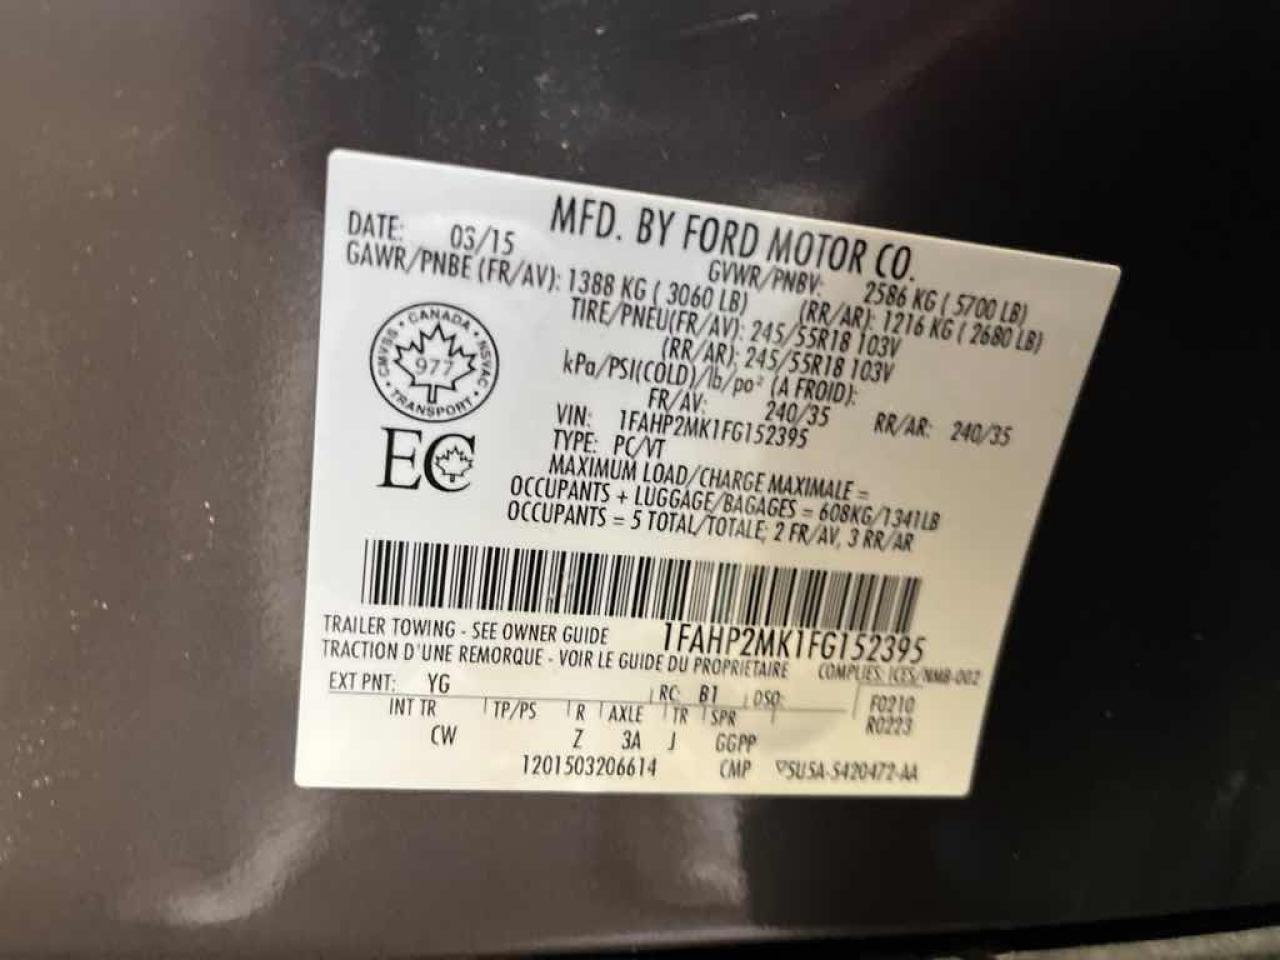 MFD. BY FORD MOTOR CO.
DATE: 03/15 GVWR/PNBV: 2586 KG ( 5700 LB)
GAWR/PNBE (FR/AV): 1388 KG ( 3060 LB) (RR/AR): 1216 KG ( 2680 LB)
TIRE/PNEU(FR/AV): 245/55R18 103V
(RR/AR): 245/55R18 103V
kPa/PSI(COLD)/lb/po² (A FROID):
FR/AV: 240/35 RR/AR: 240/35
VIN: 1FAHP2MK1FG152395
TYPE: PC/VT
MAXIMUM LOAD/CHARGE MAXIMALE =
OCCUPANTS + LUGGAGE/BAGAGES = 608KG/1341LB
OCCUPANTS = 5 TOTAL/TOTALE; 2 FR/AV, 3 RR/AR
CMVSS • CANADA • NSVAC • TRANSPORT •
977
EC
1FAHP2MK1FG152395
TRAILER TOWING - SEE OWNER GUIDE
TRACTION D'UNE REMORQUE - VOIR LE GUIDE DU PROPRIETAIRE COMPLIES: ICES/NMB-002
EXT PNT: YG RC: B1 DSO: F0210
INT TR TP/PS R AXLE TR SPR R0223
CW Z 3A J GGPP
1201503206614 CMP 5U5A-5420472-AA